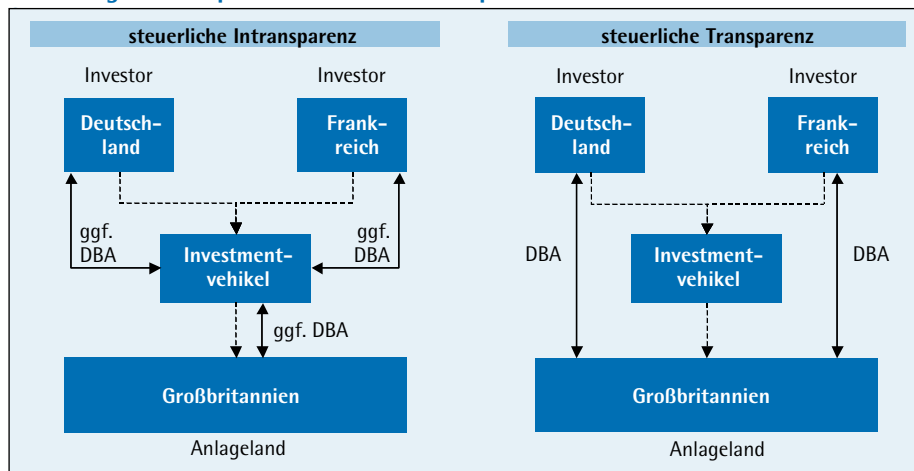 steuerliche Intransparenz
Investor
Investor
Deutsch-
land
Frank-
reich
ggf.
DBA
ggf.
DBA
Investment-
vehikel
ggf. DBA
Großbritannien
Anlageland
steuerliche Transparenz
Investor
Investor
Deutsch-
land
Frank-
reich
DBA
DBA
Investment-
vehikel
Großbritannien
Anlageland